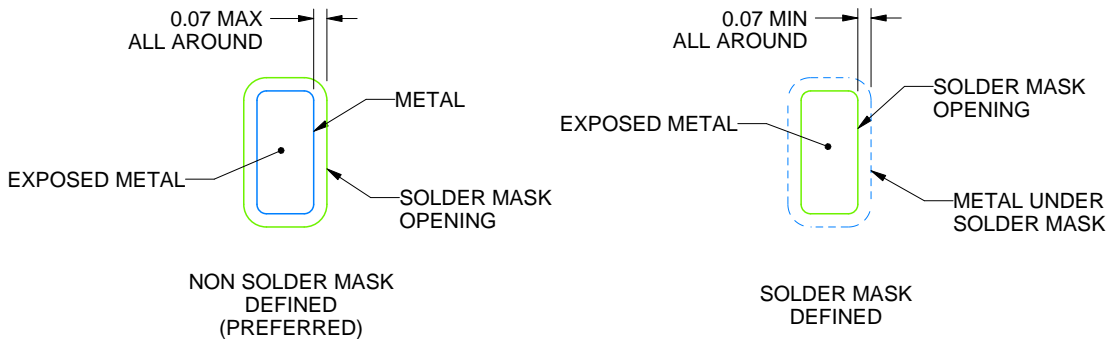 0.07 MAX
ALL AROUND
METAL
EXPOSED METAL
SOLDER MASK
OPENING
NON SOLDER MASK
DEFINED
(PREFERRED)
0.07 MIN
ALL AROUND
SOLDER MASK
OPENING
EXPOSED METAL
METAL UNDER
SOLDER MASK
SOLDER MASK
DEFINED